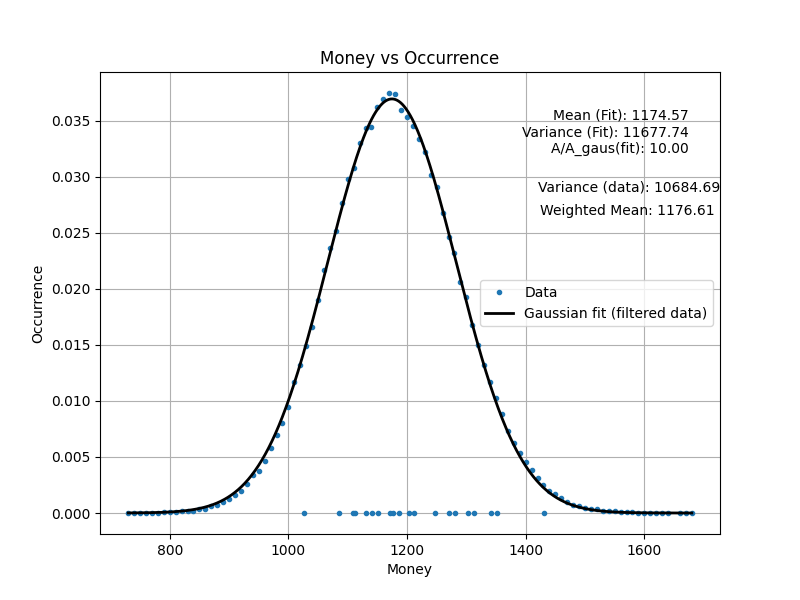 Money vs Occurrence
Mean (Fit): 1174.57
Variance (Fit): 11677.74
A/A_gaus(fit): 10.00
Variance (data): 10684.69
Weighted Mean: 1176.61
Data
Gaussian fit (filtered data)
Occurrence
0.035
0.030
0.025
0.020
0.015
0.010
0.005
0.000
800 1000 1200 1400 1600
Money